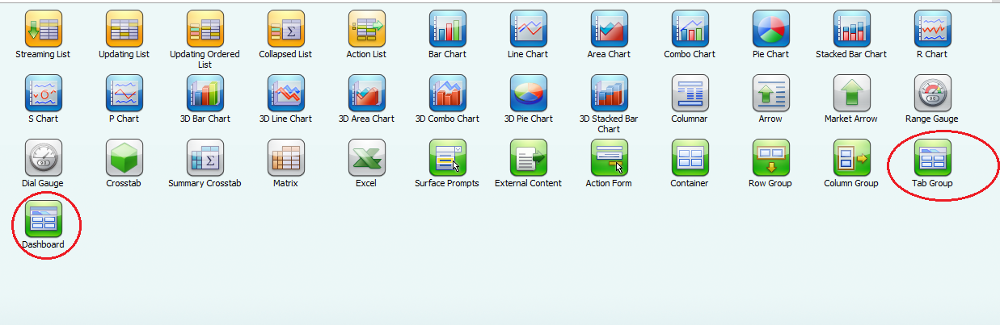 Streaming List Updating List Updating Ordered Collapsed List Action List Bar Chart Line Chart Area Chart Combo Chart Pie Chart Stacked Bar Chart R Chart
List
S Chart P Chart 3D Bar Chart 3D Line Chart 3D Area Chart 3D Combo Chart 3D Pie Chart 3D Stacked Bar Columnar Arrow Market Arrow Range Gauge
Chart
Dial Gauge Crosstab Summary Crosstab Matrix Excel Surface Prompts External Content Action Form Container Row Group Column Group Tab Group
Dashboard